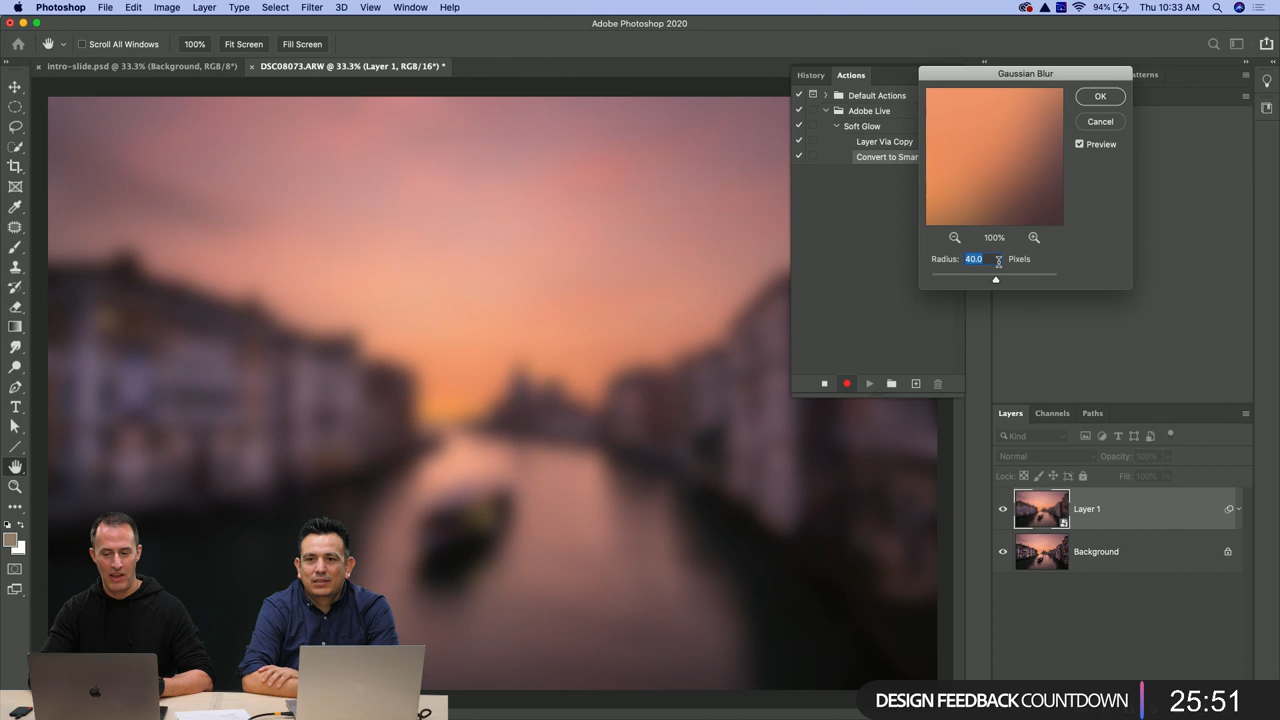 Photoshop File Edit Image Layer Type Select Filter 3D View Window Help
94% Thu 10:33 AM
Adobe Photoshop 2020
Scroll All Windows 100% Fit Screen Fill Screen
× intro-slide.psd @ 33.3% (Background, RGB/8*) × DSC08073.ARW @ 33.3% (Layer 1, RGB/16*) *
History Actions
Default Actions
Adobe Live
Soft Glow
Layer Via Copy
Convert to Smar
Gaussian Blur
OK
Cancel
Preview
100%
Radius: 40.0 Pixels
atterns
Layers Channels Paths
Kind
Normal Opacity: 100%
Lock: Fill: 100%
Layer 1
Background
DESIGN FEEDBACK COUNTDOWN 25:51